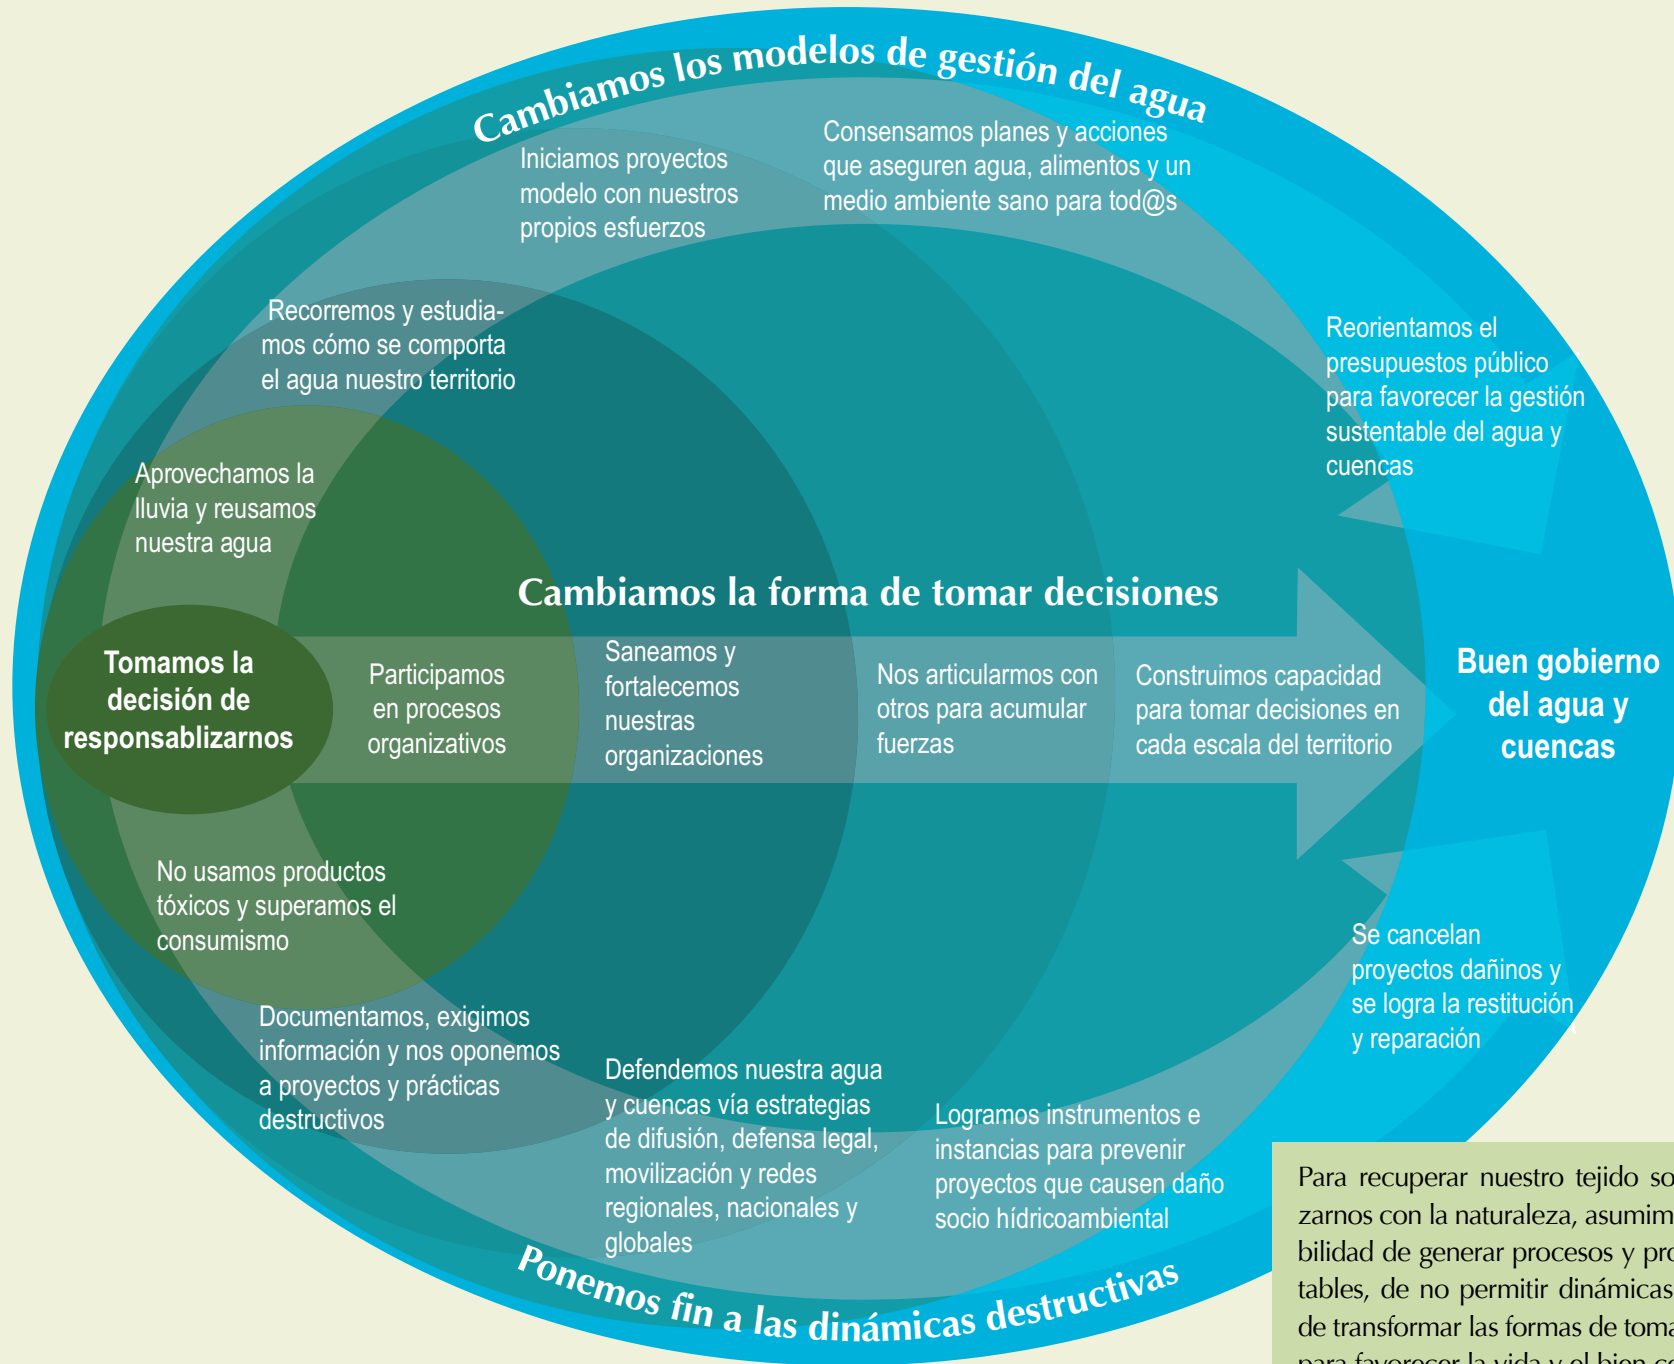 Cambiamos los modelos de gestión del agua
Iniciamos proyectos
modelo con nuestros
propios esfuerzos
Consensamos planes y acciones
que aseguren agua, alimentos y un
medio ambiente sano para tod@s
Recorremos y estudia-
mos cómo se comporta
el agua nuestro territorio
Reorientamos el
presupuestos público
para favorecer la gestión
sustentable del agua y
cuencas
Aprovechamos la
lluvia y reusamos
nuestra agua
Cambiamos la forma de tomar decisiones
Tomamos la
decisión de
responsablizarnos
Participamos
en procesos
organizativos
Saneamos y
fortalecemos
nuestras
organizaciones
Nos articularmos con
otros para acumular
fuerzas
Construimos capacidad
para tomar decisiones en
cada escala del territorio
Buen gobierno
del agua y
cuencas
No usamos productos
tóxicos y superamos el
consumismo
Se cancelan
proyectos dañinos y
se logra la restitución
y reparación
Documentamos, exigimos
información y nos oponemos
a proyectos y prácticas
destructivos
Defendemos nuestra agua
y cuencas vía estrategias
de difusión, defensa legal,
movilización y redes
regionales, nacionales y
globales
Logramos instrumentos e
instancias para prevenir
proyectos que causen daño
socio hídricoambiental
Ponemos fin a las dinámicas destructivas
Para recuperar nuestro tejido so
zarnos con la naturaleza, asumim
bilidad de generar procesos y pro
tables, de no permitir dinámicas
de transformar las formas de toma
para favorecer la vida y el bien co